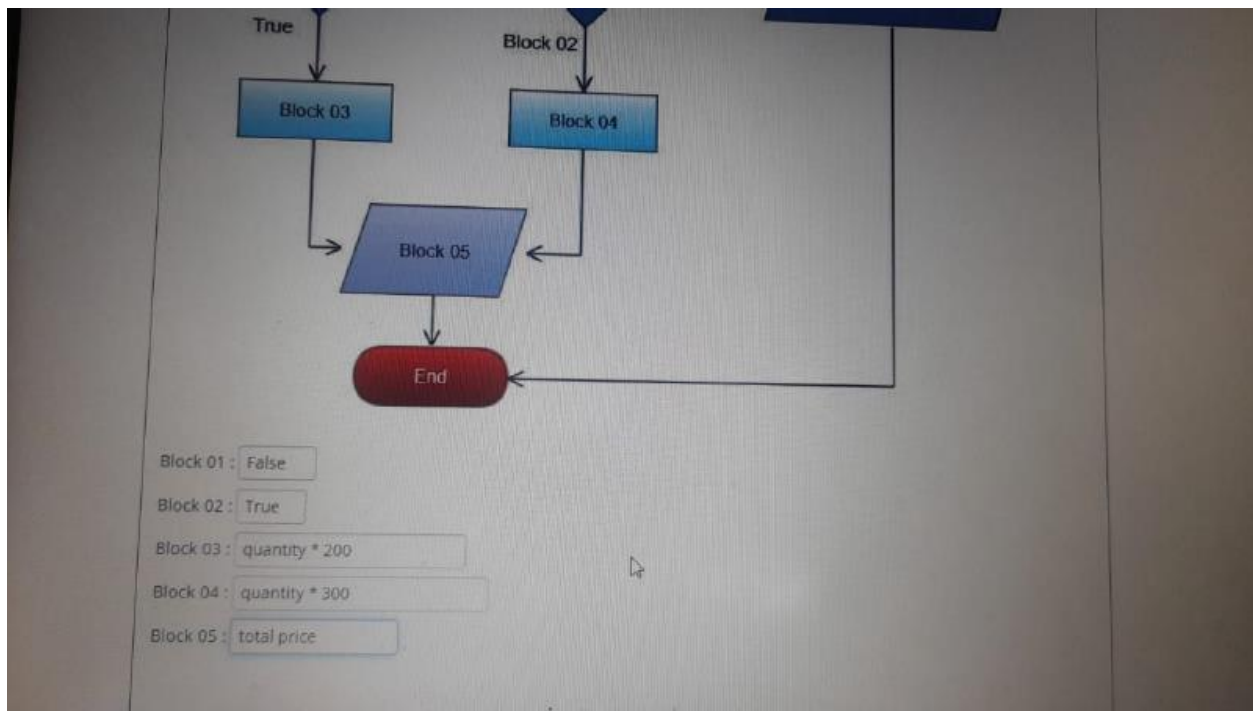 True
Block 02
Block 03
Block 04
Block 05
End
Block 01 : False
Block 02 : True
Block 03 : quantity * 200
Block 04 : quantity * 300
Block 05 : total price